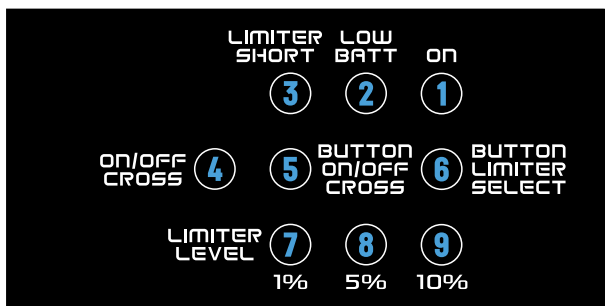 LIMITER SHORT
LOW BATT
ON
3
2
1
ON/OFF CROSS
4
5
BUTTON ON/OFF CROSS
6
BUTTON LIMITER SELECT
LIMITER LEVEL
7
8
9
1%
5%
10%